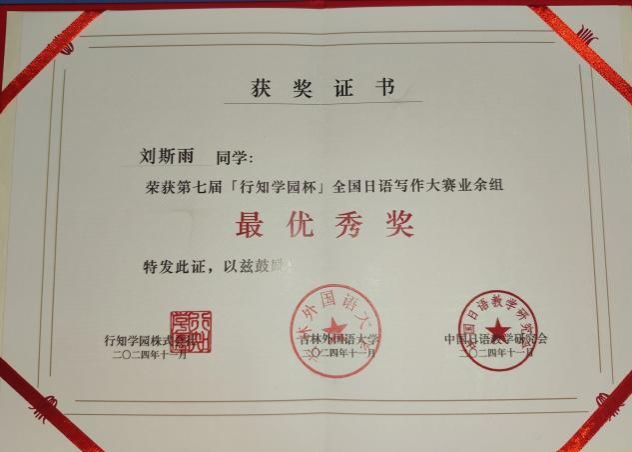 获奖证书
刘斯雨 同学:
荣获第七届「行知学园杯」全国日语写作大赛业余组
最优秀奖
特发此证，以兹鼓励
行知学园株式会社 吉林外国语大学 中国日语教学研究会
二〇二四年十一月 二〇二四年十一月 二〇二四年十一月